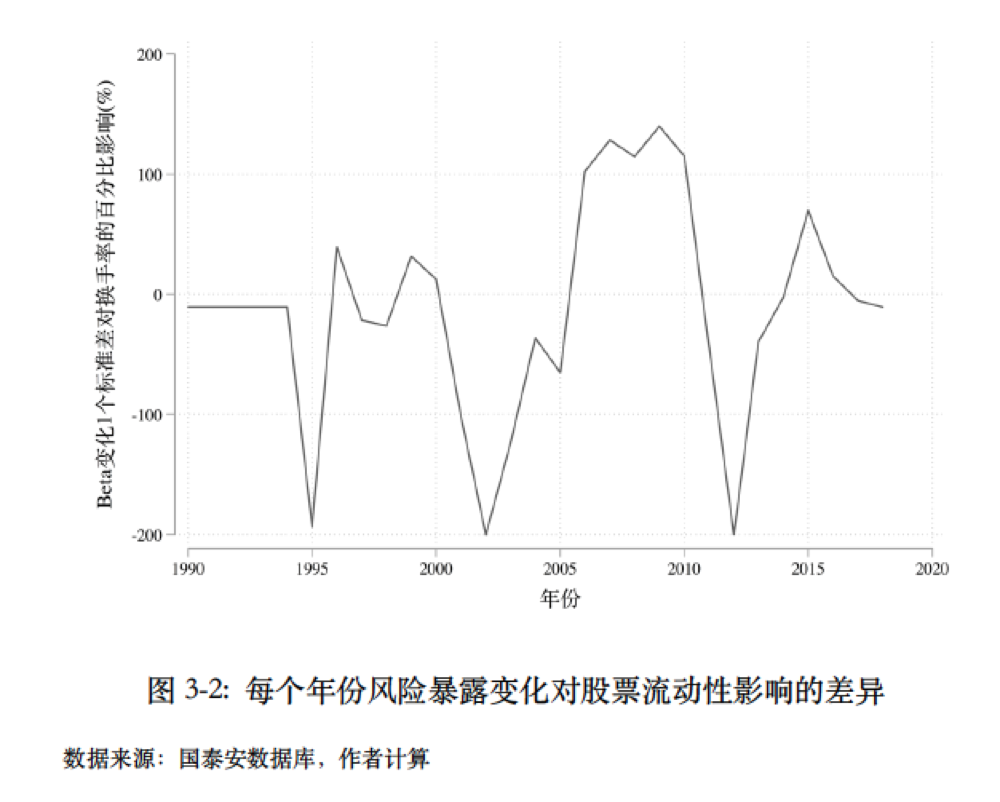 200
100
0
-100
-200
Beta变化1个标准差对换手率的百分比影响(%)
1990 1995 2000 2005 2010 2015 2020
年份
图 3-2: 每个年份风险暴露变化对股票流动性影响的差异
数据来源：国泰安数据库，作者计算